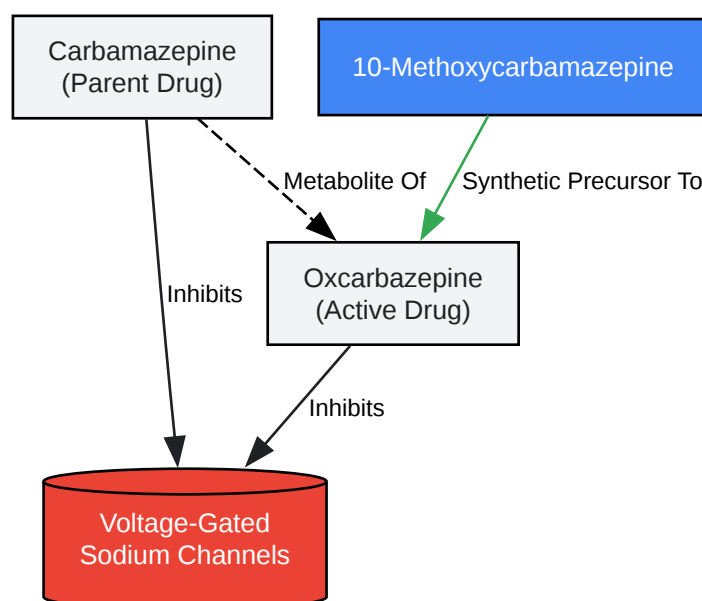 Carbamazepine
(Parent Drug)
10-Methoxycarbamazepine
Metabolite Of
Synthetic Precursor To
Oxcarbazepine
(Active Drug)
Inhibits
Inhibits
Voltage-Gated
Sodium Channels